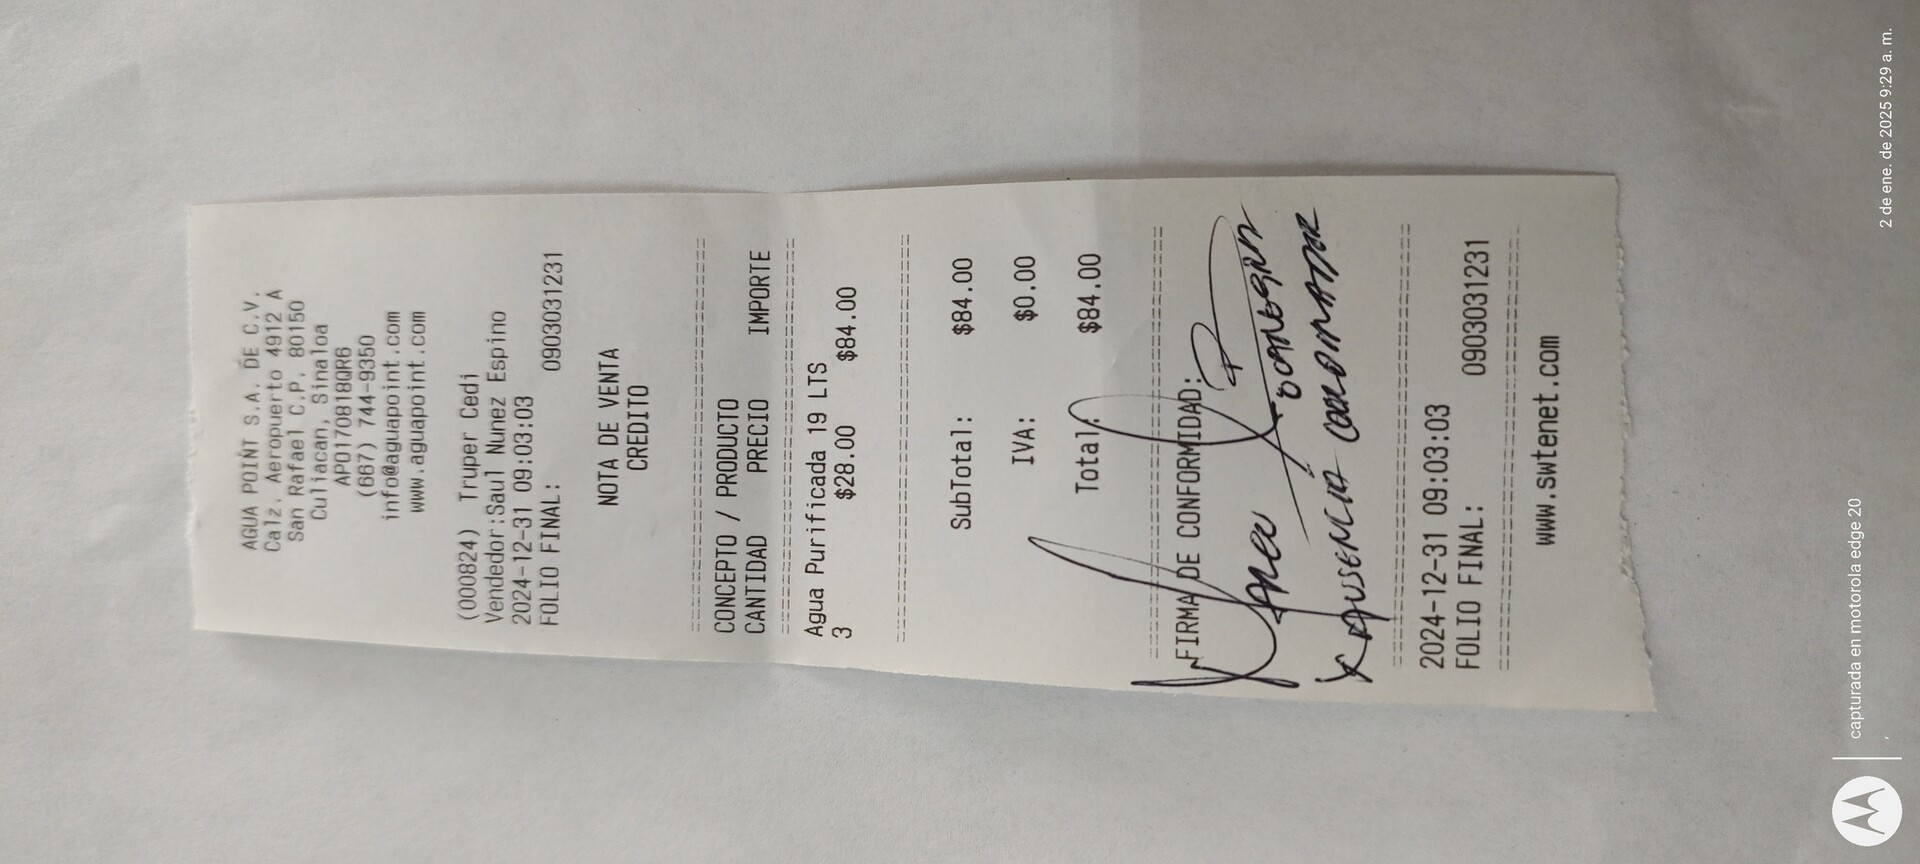 AGUA POINT S.A. DE C.V.
Calz. Aeropuerto 4912 A
San Rafael C.P. 80150
Culiacan, Sinaloa
APO170818QR6
(667) 744-9350
info@aguapoint.com
www.aguapoint.com
(000824) Truper Cedi
Vendedor:Saul Nunez Espino
2024-12-31 09:03:03
FOLIO FINAL: 0903031231
NOTA DE VENTA
CREDITO
CONCEPTO / PRODUCTO
CANTIDAD PRECIO IMPORTE
Agua Purificada 19 LTS
3 $28.00 $84.00
SubTotal: $84.00
IVA: $0.00
Total: $84.00
FIRMA DE CONFORMIDAD:
X AUSENCIA COORDINADOR
2024-12-31 09:03:03
FOLIO FINAL: 0903031231
www.swtenet.com
capturada en motorola edge 20
2 de ene. de 2025 9:29 a. m.